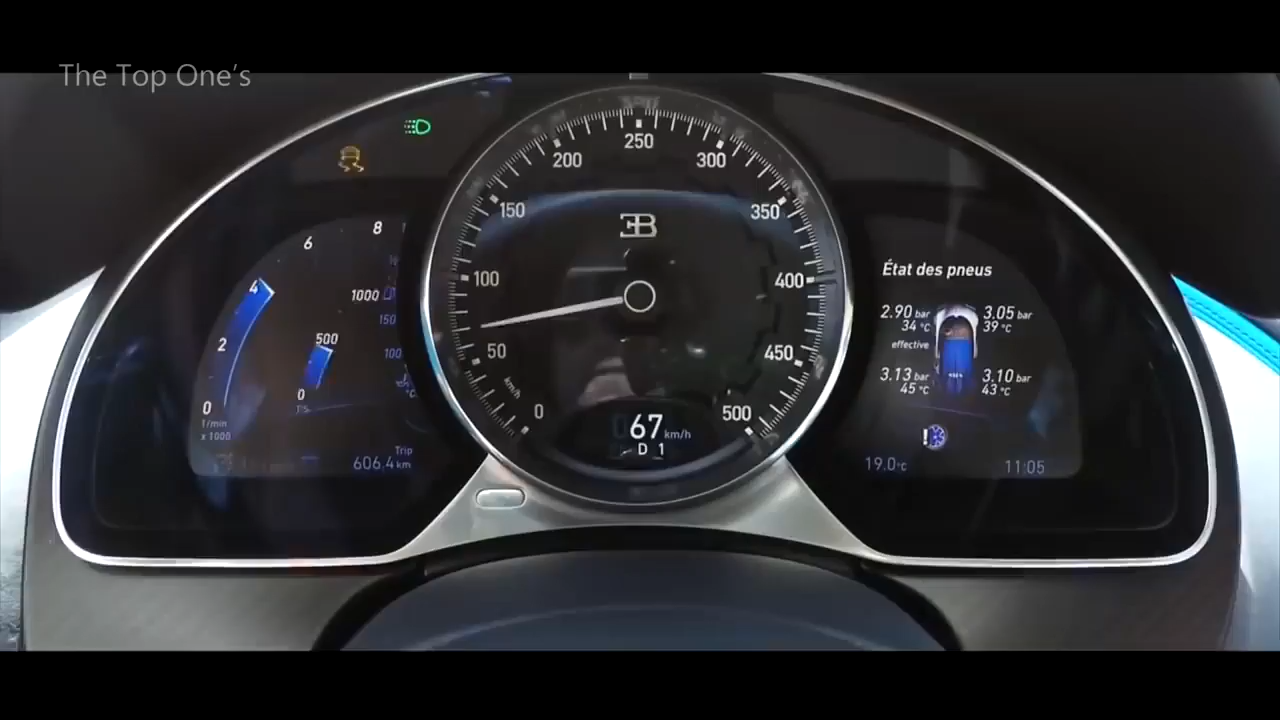 The Top One's
250
200
300
150
350
EB
8
6
100
400
État des pneus
4
1000
2.90 bar
34 °C
3.05 bar
39 °C
effective
150
500
2
50
450
100
3.13 bar
45 °C
3.10 bar
43 °C
km/h
0
0
0
500
1/min
x 1000
67 km/h
D 1
!
Trip
606.4 km
19.0°C
11:05